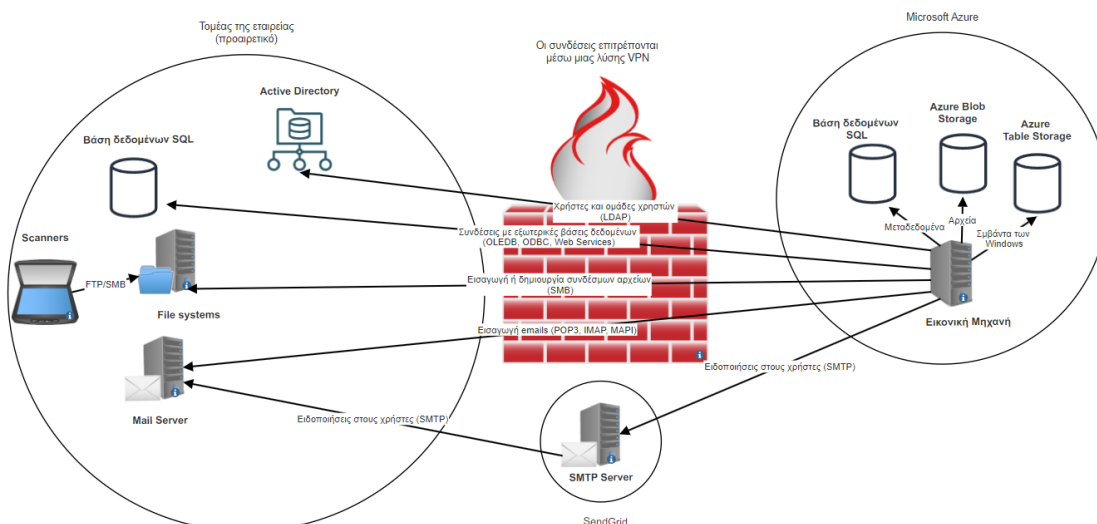 Τομέας της εταιρείας
(προαιρετικό)
Microsoft Azure
Οι συνδέσεις επιτρέπονται
μέσω μιας λύσης VPN
Active Directory
Βάση δεδομένων SQL
Βάση δεδομένων
SQL
Azure Blob
Storage
Azure
Table Storage
Χρήστες και ομάδες χρηστών
(LDAP)
Συνδέσεις με εξωτερικές βάσεις δεδομένων
(OLEDB, ODBC, Web Services)
Μεταδεδομένα
Αρχεία
Συμβάντα των
Windows
Scanners
FTP/SMB
File systems
Εισαγωγή ή δημιουργία συνδέσμων αρχείων
(SMB)
Εικονική Μηχανή
Εισαγωγή emails (POP3, IMAP, MAPI)
Ειδοποιήσεις στους χρήστες (SMTP)
Mail Server
Ειδοποιήσεις στους χρήστες (SMTP)
SMTP Server
SendGrid